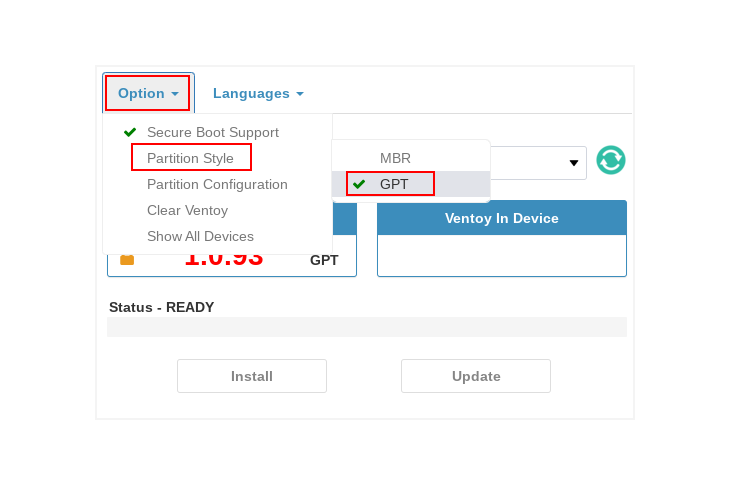 Option
Languages
Secure Boot Support
Partition Style
MBR
Partition Configuration
GPT
Clear Ventoy
Show All Devices
Ventoy In Device
1.0.93
GPT
Status - READY
Install
Update